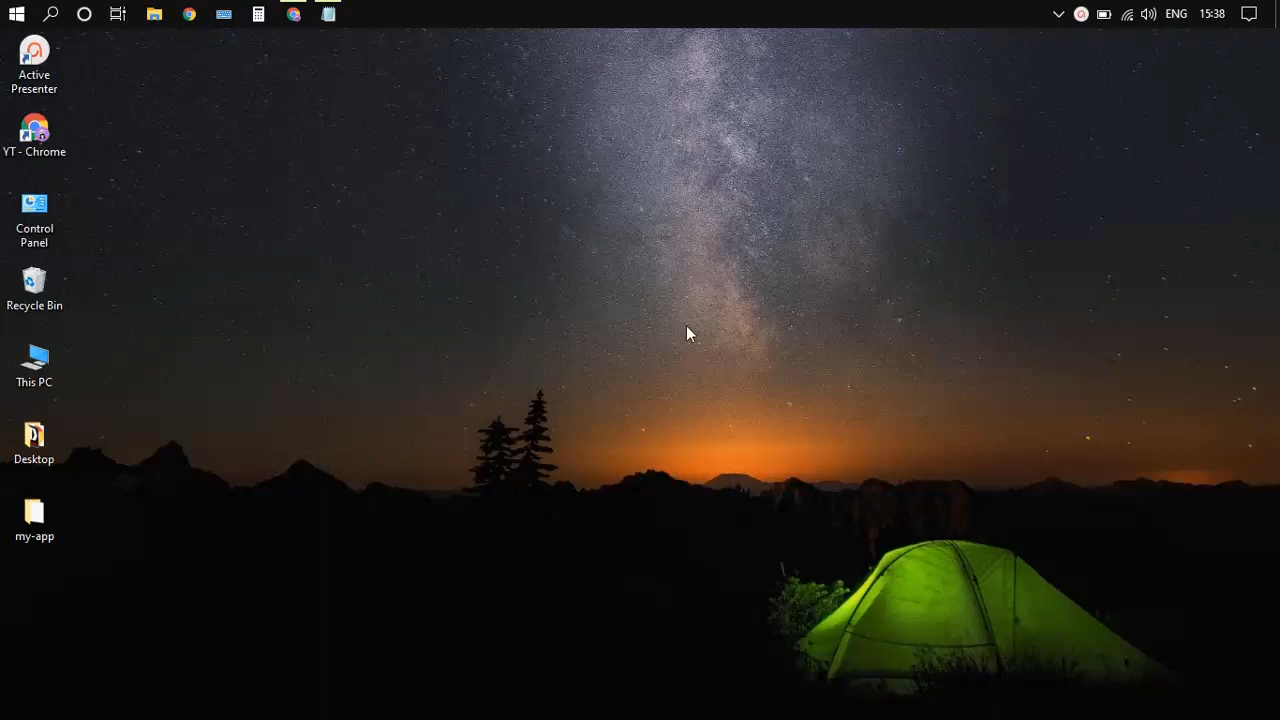 ENG
15:38
Active
Presenter
YT - Chrome
Control
Panel
Recycle Bin
This PC
Desktop
my-app